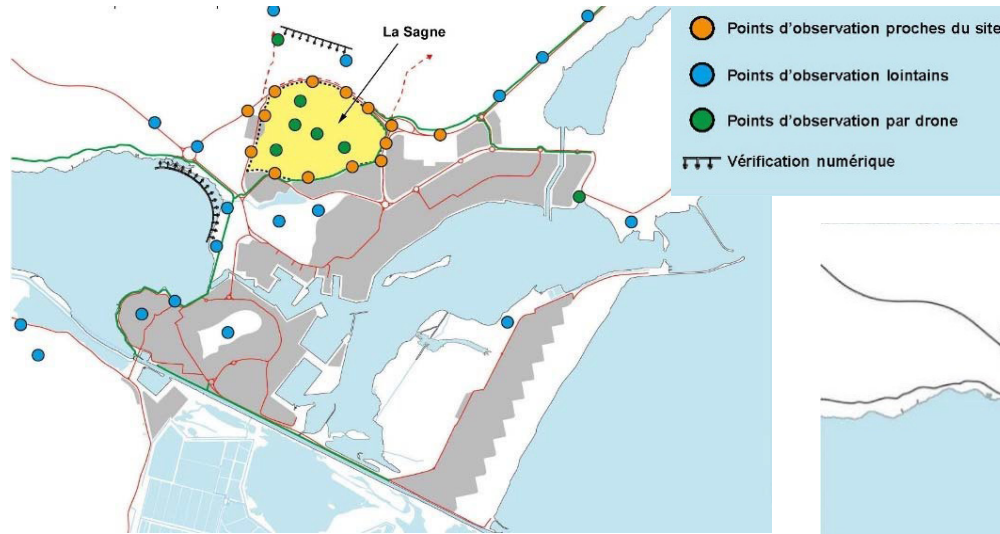 La Sagne
Points d'observation proches du site
Points d'observation lointains
Points d'observation par drone
Vérification numérique